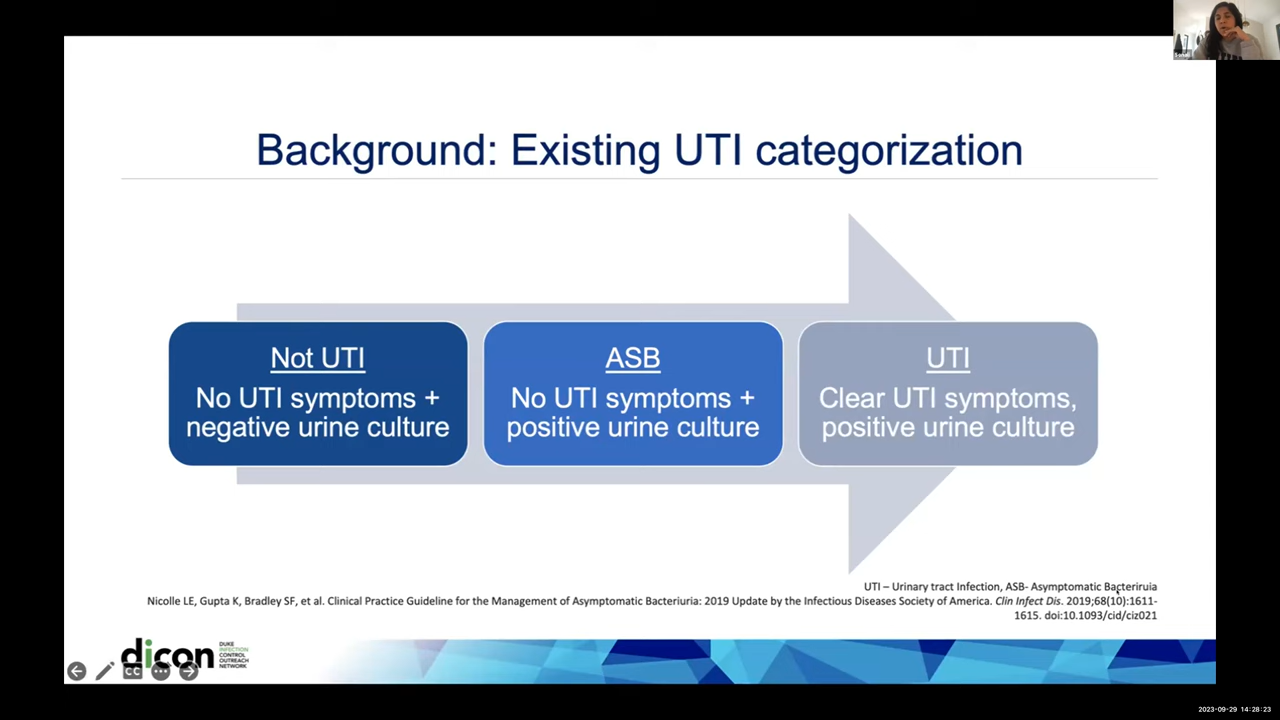 Sonali
Background: Existing UTI categorization
Not UTI
No UTI symptoms +
negative urine culture
ASB
No UTI symptoms +
positive urine culture
UTI
Clear UTI symptoms,
positive urine culture
UTI – Urinary tract Infection, ASB- Asymptomatic Bacteriruia
Nicolle LE, Gupta K, Bradley SF, et al. Clinical Practice Guideline for the Management of Asymptomatic Bacteriuria: 2019 Update by the Infectious Diseases Society of America. Clin Infect Dis. 2019;68(10):1611-
1615. doi:10.1093/cid/ciz021
dicon
DUKE
INFECTION
CONTROL
OUTREACH
NETWORK
CC
2023-09-29 14:28:23